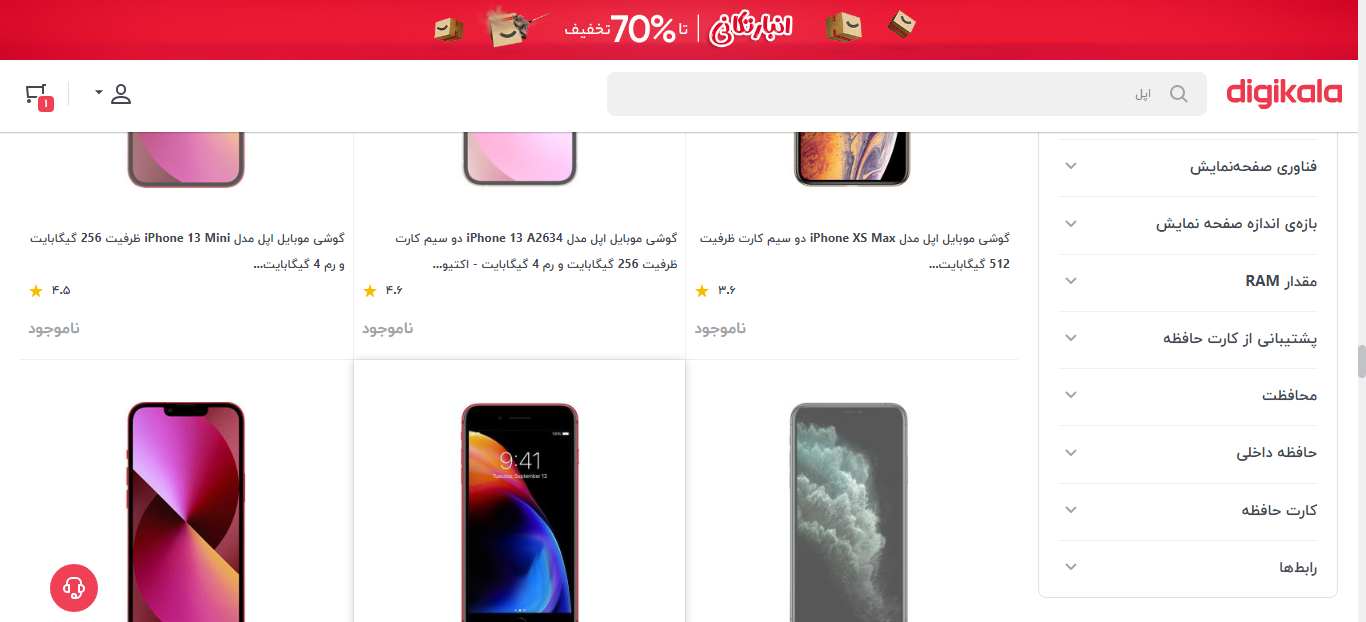 انبارتکانی | تا 70% تخفیف
digikala
اپل
۱
فناوری صفحه‌نمایش
بازه‌ی اندازه صفحه نمایش
مقدار RAM
پشتیبانی از کارت حافظه
محافظت
حافظه داخلی
کارت حافظه
رابط‌ها
گوشی موبایل اپل مدل iPhone XS Max دو سیم کارت ظرفیت
512 گیگابایت...
۳.۶
ناموجود
گوشی موبایل اپل مدل iPhone 13 A2634 دو سیم کارت
ظرفیت 256 گیگابایت و رم 4 گیگابایت - اکتیو...
۴.۶
ناموجود
گوشی موبایل اپل مدل iPhone 13 Mini ظرفیت 256 گیگابایت
و رم 4 گیگابایت...
۴.۵
ناموجود
9:41
Tuesday, September 12